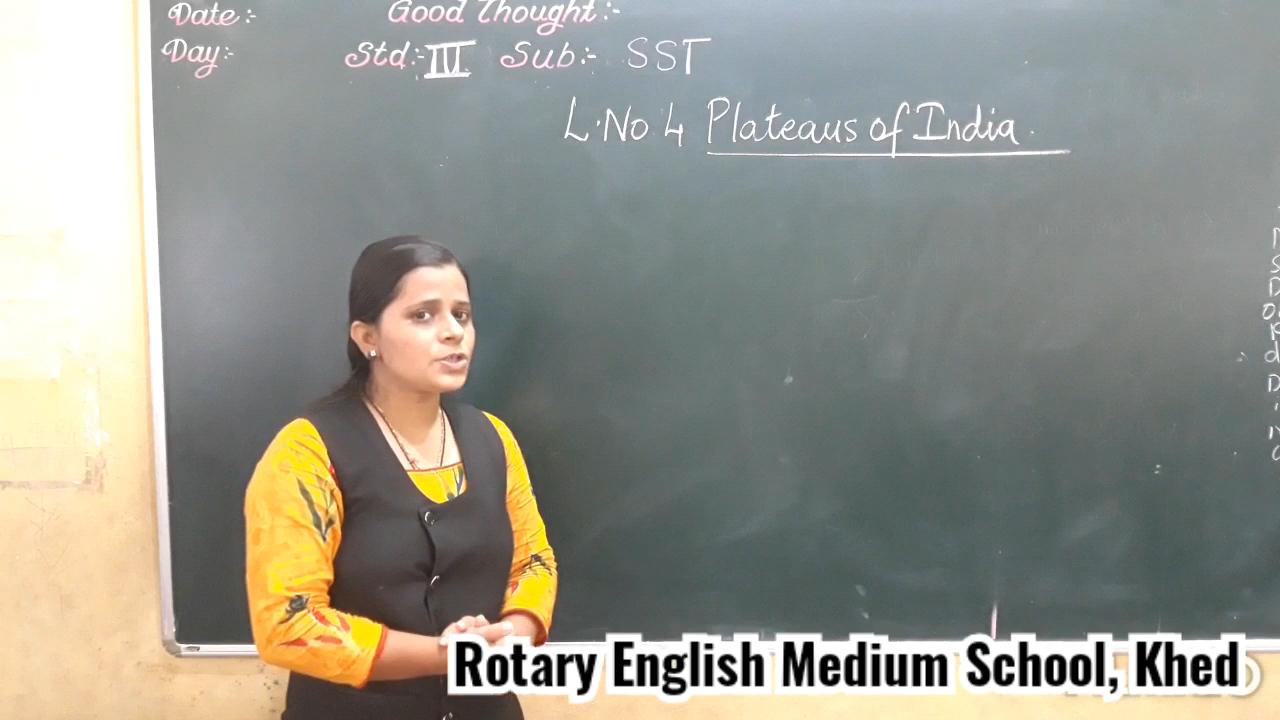 Date:- Good Thought:-
Day:- Std:- III Sub:- SST
L.No 4 Plateaus of India.
Rotary English Medium School, Khed